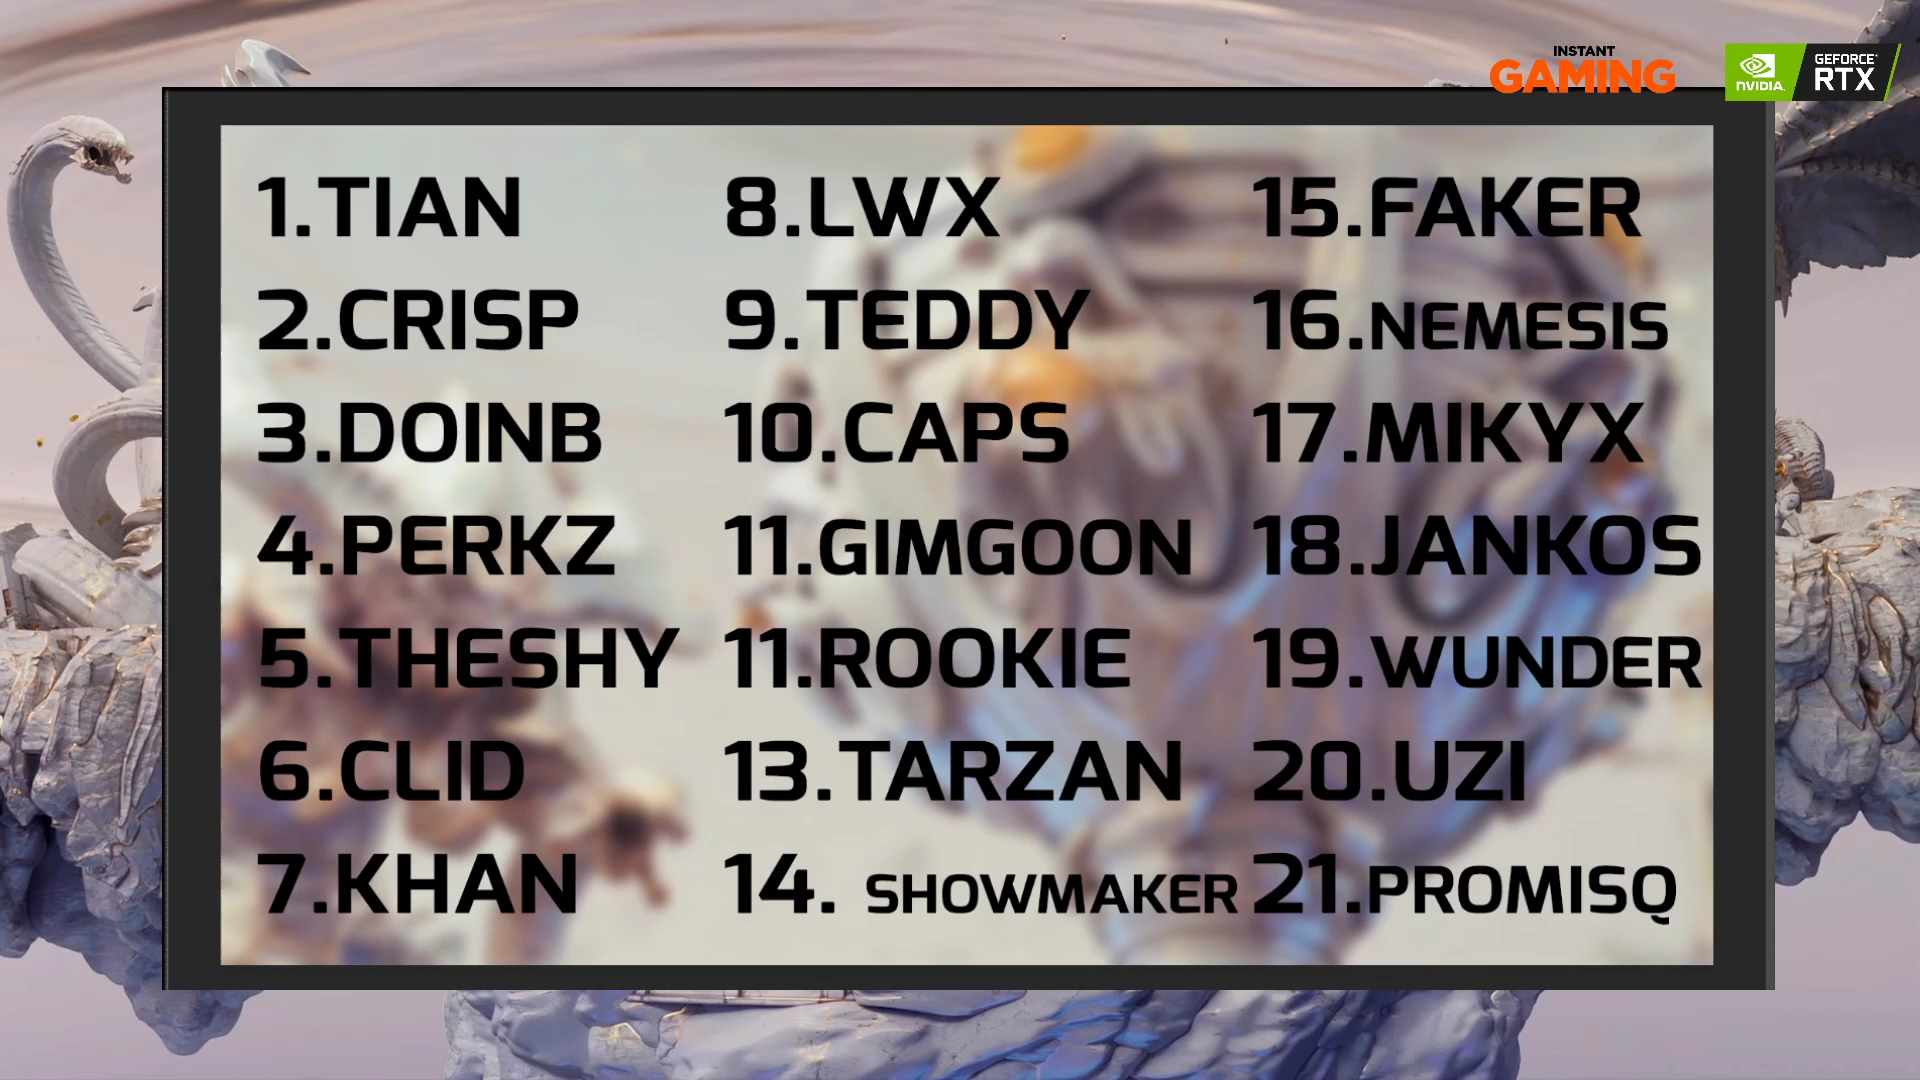 INSTANT
GAMING
NVIDIA.
GEFORCE
RTX
1.TIAN
2.CRISP
3.DOINB
4.PERKZ
5.THESHY
6.CLID
7.KHAN
8.LWX
9.TEDDY
10.CAPS
11.GIMGOON
11.ROOKIE
13.TARZAN
14. SHOWMAKER
15.FAKER
16.NEMESIS
17.MIKYX
18.JANKOS
19.WUNDER
20.UZI
21.PROMISQ